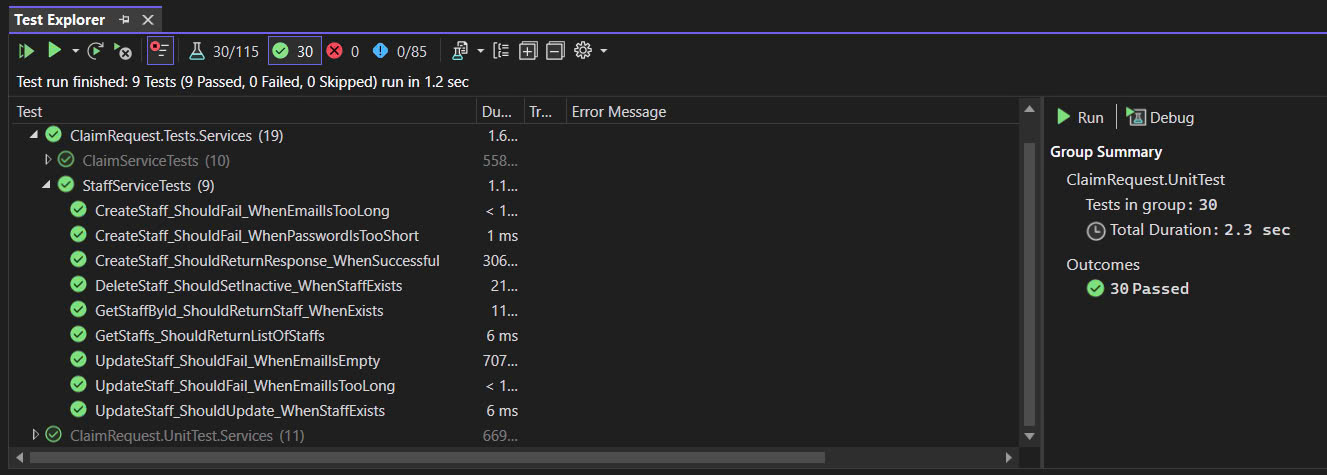 Test Explorer
30/115 30 0 0/85
Test run finished: 9 Tests (9 Passed, 0 Failed, 0 Skipped) run in 1.2 sec
Test Du... Tr... Error Message
ClaimRequest.Tests.Services (19) 1.6...
ClaimServiceTests (10) 558...
StaffServiceTests (9) 1.1...
CreateStaff_ShouldFail_WhenEmailIsTooLong < 1...
CreateStaff_ShouldFail_WhenPasswordIsTooShort 1 ms
CreateStaff_ShouldReturnResponse_WhenSuccessful 306...
DeleteStaff_ShouldSetInactive_WhenStaffExists 21...
GetStaffById_ShouldReturnStaff_WhenExists 11...
GetStaffs_ShouldReturnListOfStaffs 6 ms
UpdateStaff_ShouldFail_WhenEmailIsEmpty 707...
UpdateStaff_ShouldFail_WhenEmailIsTooLong < 1...
UpdateStaff_ShouldUpdate_WhenStaffExists 6 ms
ClaimRequest.UnitTest.Services (11) 669...
Run Debug
Group Summary
ClaimRequest.UnitTest
Tests in group: 30
Total Duration: 2.3 sec
Outcomes
30 Passed